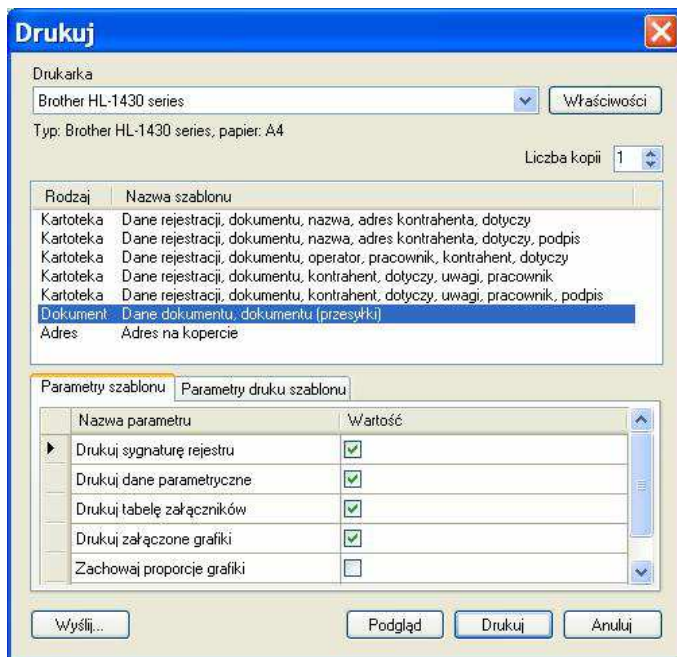 Drukuj
Drukarka
Brother HL-1430 series
Właściwości
Typ: Brother HL-1430 series, papier: A4
Liczba kopii 1
Rodzaj Nazwa szablonu
Kartoteka Dane rejestracji, dokumentu, nazwa, adres kontrahenta, dotyczy
Kartoteka Dane rejestracji, dokumentu, nazwa, adres kontrahenta, dotyczy, podpis
Kartoteka Dane rejestracji, dokumentu, operator, pracownik, kontrahent, dotyczy
Kartoteka Dane rejestracji, dokumentu, kontrahent, dotyczy, uwagi, pracownik
Kartoteka Dane rejestracji, dokumentu, kontrahent, dotyczy, uwagi, pracownik, podpis
Dokument Dane dokumentu, dokumentu (przesyłki)
Adres Adres na kopercie
Parametry szablonu Parametry druku szablonu
Nazwa parametru Wartość
Drukuj sygnaturę rejestru
Drukuj dane parametryczne
Drukuj tabelę załączników
Drukuj załączone grafiki
Zachowaj proporcje grafiki
Wyślij... Podgląd Drukuj Anuluj